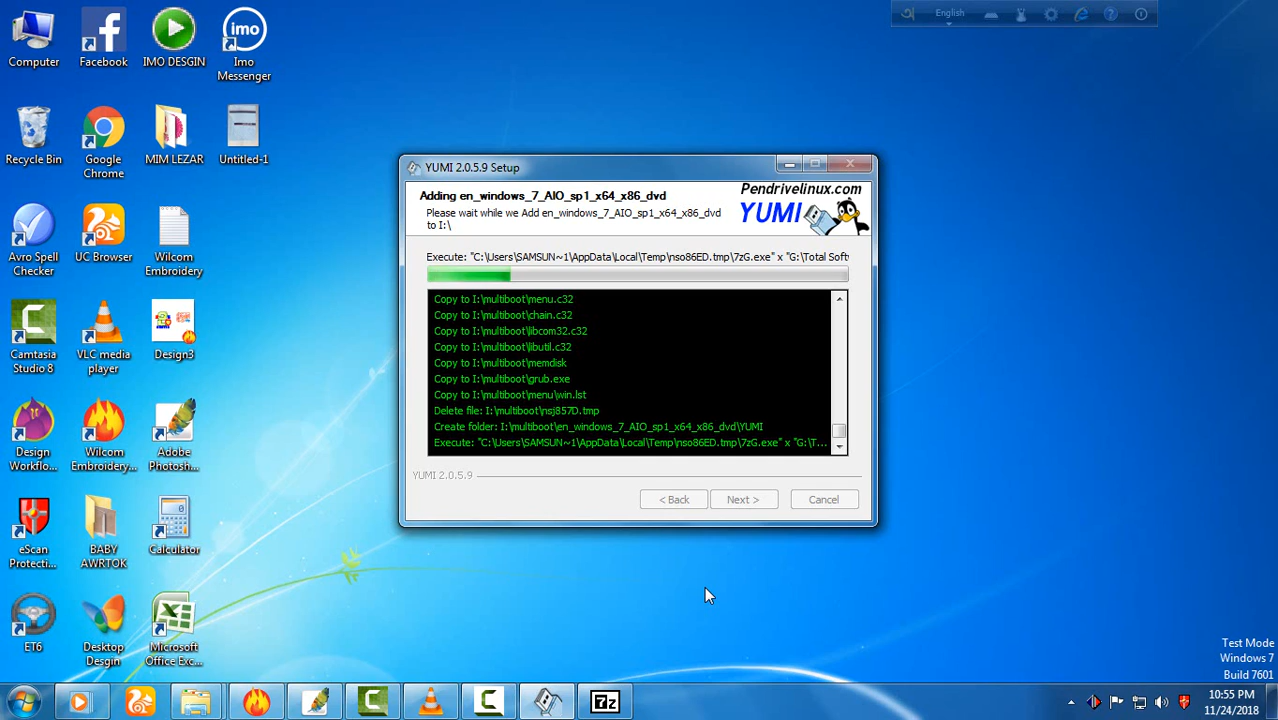 English
Computer
Facebook
IMO DESGIN
Imo
Messenger
imo
Recycle Bin
Google
Chrome
MIM LEZAR
Untitled-1
Avro Spell
Checker
UC Browser
Wilcom
Embroidery
Camtasia
Studio 8
VLC media
player
Design3
Design
Workflo...
Wilcom
Embroidery...
Adobe
Photosh...
eScan
Protecti...
BABY
AWRTOK
Calculator
ET6
Desktop
Desgin
Microsoft
Office Exc...
YUMI 2.0.5.9 Setup
Adding en_windows_7_AIO_sp1_x64_x86_dvd
Please wait while we Add en_windows_7_AIO_sp1_x64_x86_dvd
to I:\
Pendrivelinux.com
YUMI
Execute: "C:\Users\SAMSUN~1\AppData\Local\Temp\nso86ED.tmp\7zG.exe" x "G:\Total Soft
Copy to I:\multiboot\menu.c32
Copy to I:\multiboot\chain.c32
Copy to I:\multiboot\libcom32.c32
Copy to I:\multiboot\libutil.c32
Copy to I:\multiboot\memdisk
Copy to I:\multiboot\grub.exe
Copy to I:\multiboot\menu\win.lst
Delete file: I:\multiboot\nsj857D.tmp
Create folder: I:\multiboot\en_windows_7_AIO_sp1_x64_x86_dvd\YUMI
Execute: "C:\Users\SAMSUN~1\AppData\Local\Temp\nso86ED.tmp\7zG.exe" x "G:\T...
YUMI 2.0.5.9
< Back
Next >
Cancel
Test Mode
Windows 7
Build 7601
7z
10:55 PM
11/24/2018